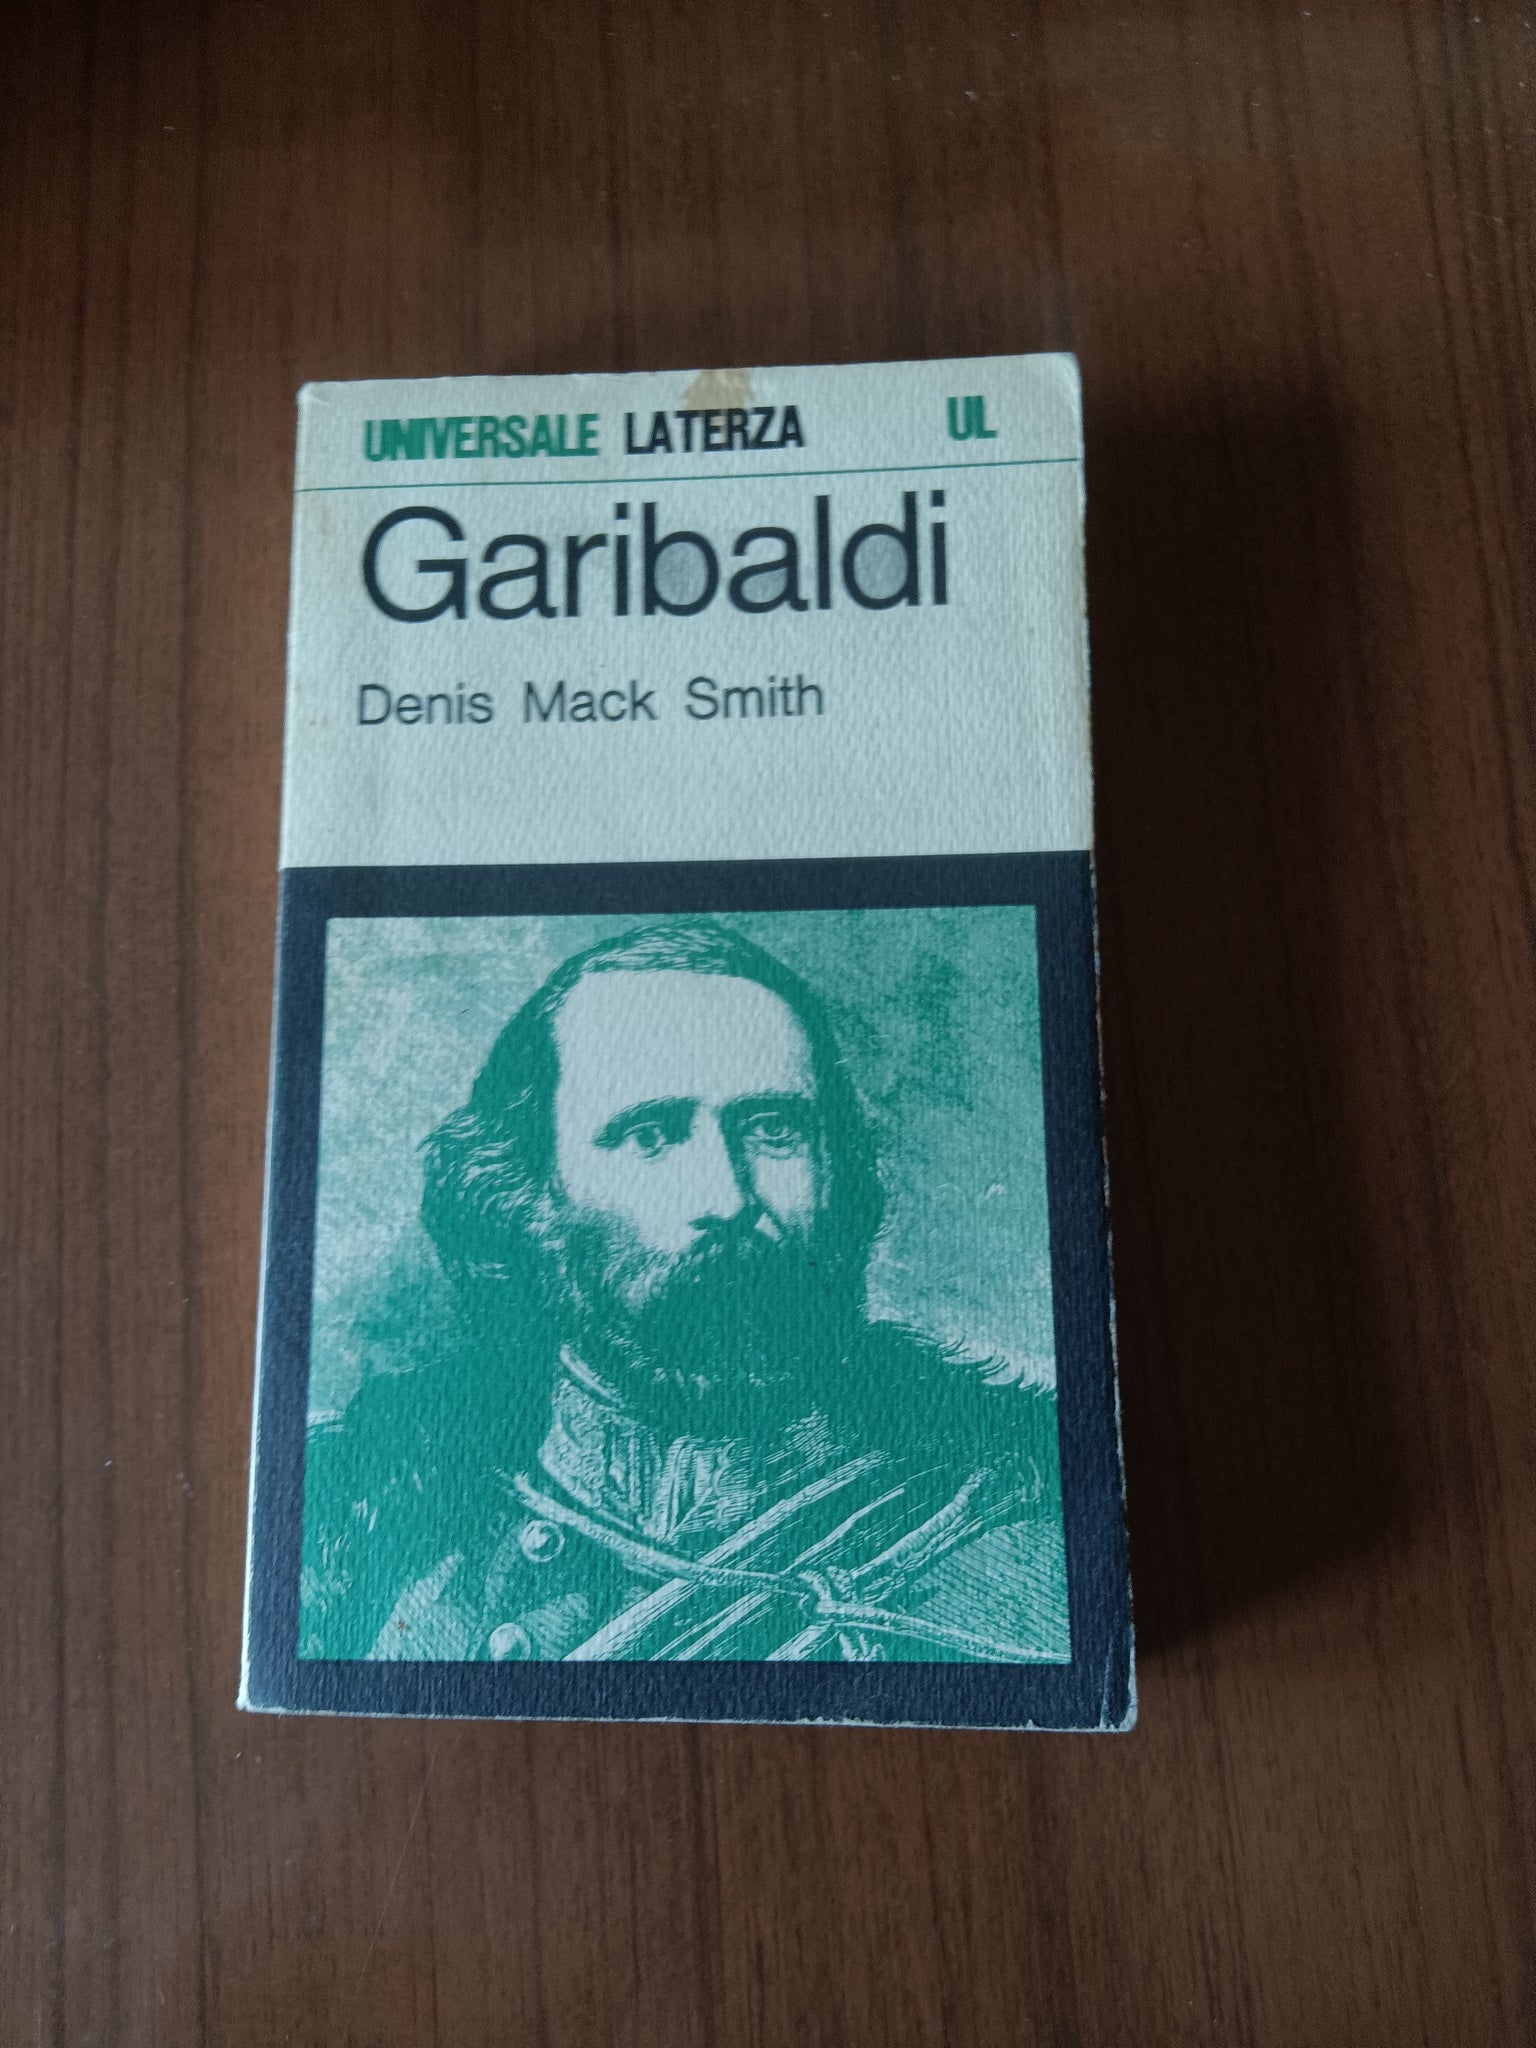 UNIVERSALE LATERZA UL
Garibaldi
Denis Mack Smith